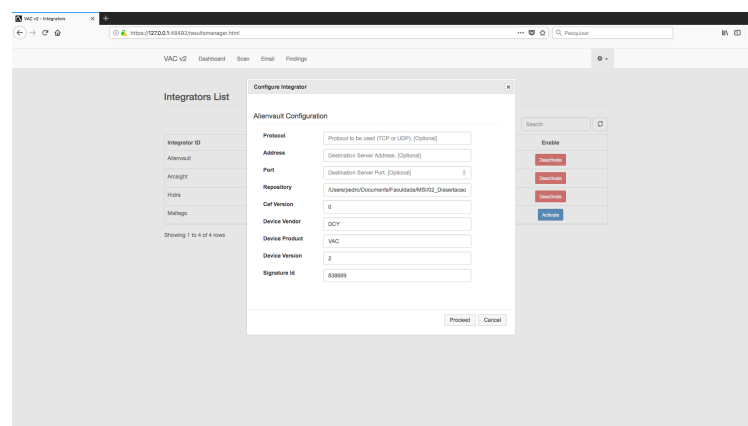 VAC v2 - Integrators
https://127.0.0.1:48492/resultsmanager.html
Pesquisar
VAC V2 Dashboard Scan Email Findings
Configure Integrator
Integrators List
Alienvault Configuration
Search
Integrator ID
Enable
Alienvault
Deactivate
Arcsight
Deactivate
Hidra
Deactivate
Maltego
Activate
Showing 1 to 4 of 4 rows
Protocol
Protocol to be used (TCP or UDP). [Optional]
Address
Destination Server Address. [Optional]
Port
Destination Server Port. [Optional]
Repository
/Users/pedro/Documents/Faculdade/MSI/02_Dissertacao
Cef Version
0
Device Vendor
DCY
Device Product
VAC
Device Version
2
Signature Id
838669
Proceed Cancel